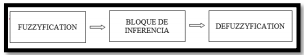 FUZZYFICATION
BLOQUE DE
INFERENCIA
DEFUZZYFICATION